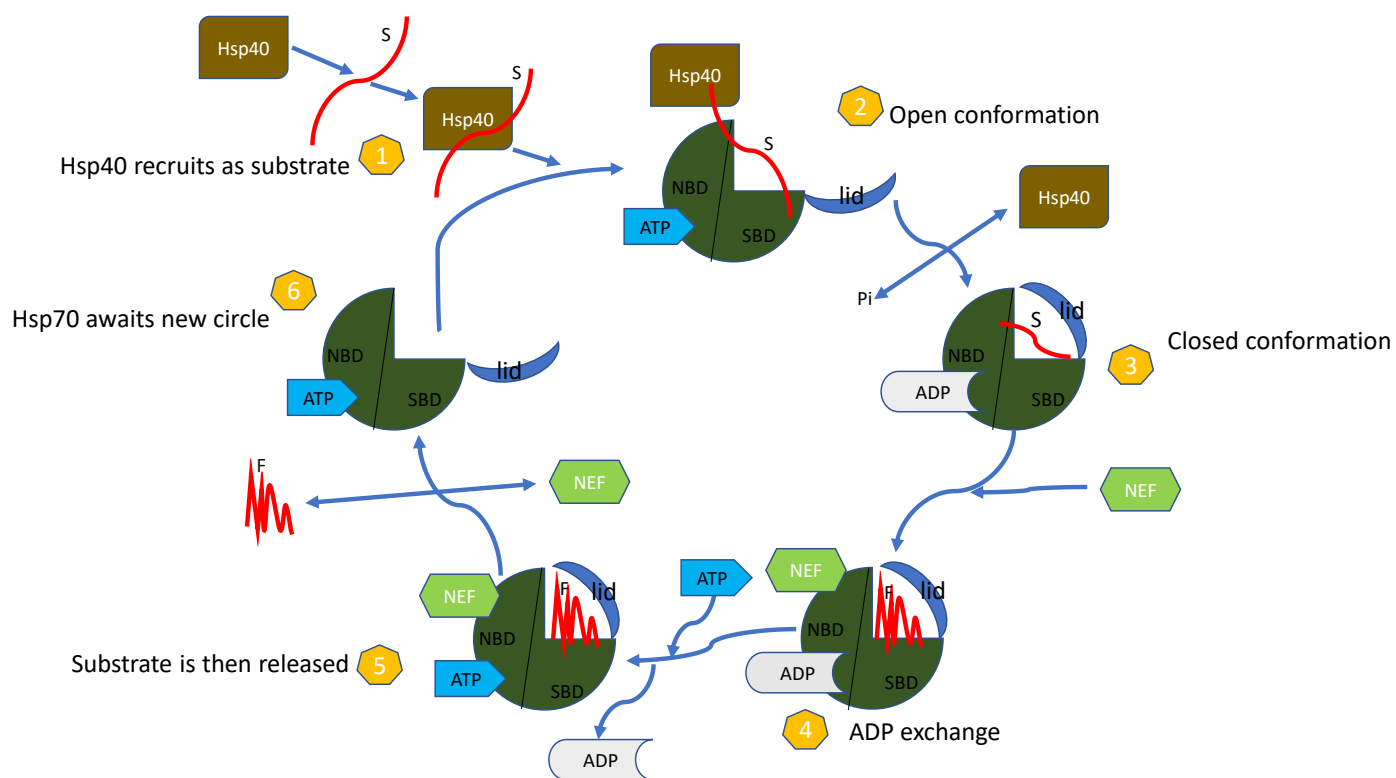 Hsp40
S
Hsp40
S
1
Hsp40 recruits as substrate
Hsp40
S
NBD
SBD
ATP
lid
2
Open conformation
Hsp40
Pi
lid
S
NBD
SBD
ADP
3
Closed conformation
NEF
NEF
F
lid
NBD
SBD
ADP
4
ADP exchange
ATP
ADP
NEF
F
lid
NBD
SBD
ATP
5
Substrate is then released
F
NEF
6
Hsp70 awaits new circle
NBD
SBD
ATP
lid